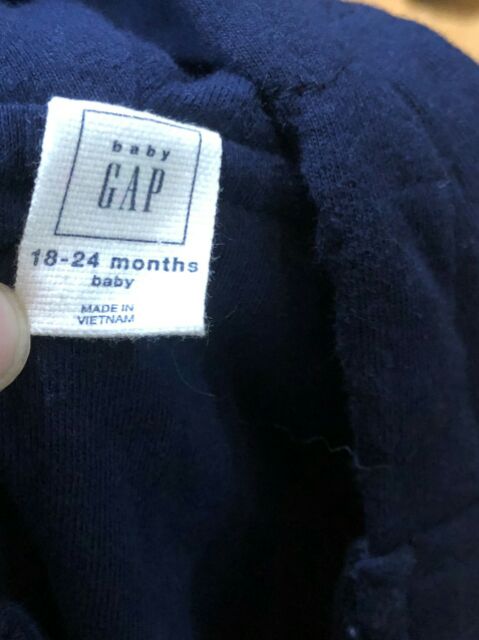 baby
GAP
18-24 months
baby
MADE IN
VIETNAM